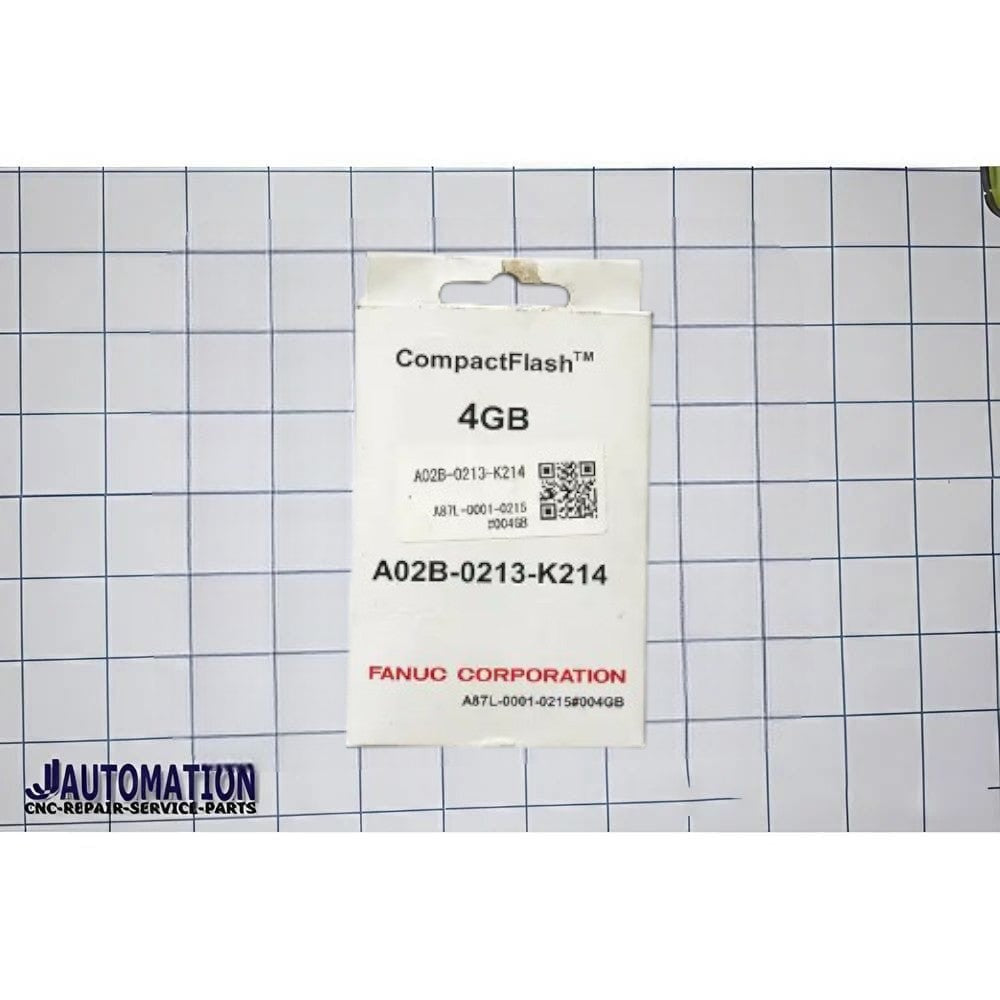 CompactFlash™
4GB
A02B-0213-K214
A87L-0001-0215
#004GB
A02B-0213-K214
FANUC CORPORATION
A87L-0001-0215#004GB
JJAUTOMATION
CNC-REPAIR-SERVICE-PARTS